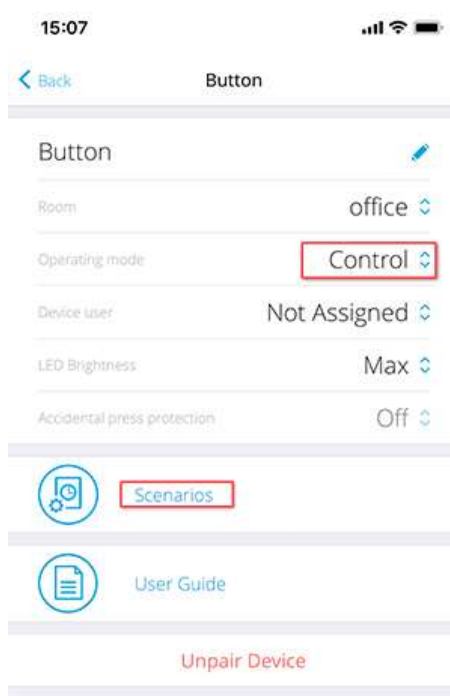 15:07
Back Button
Button
Room office
Operating mode Control
Device user Not Assigned
LED Brightness Max
Accidental press protection Off
Scenarios
User Guide
Unpair Device